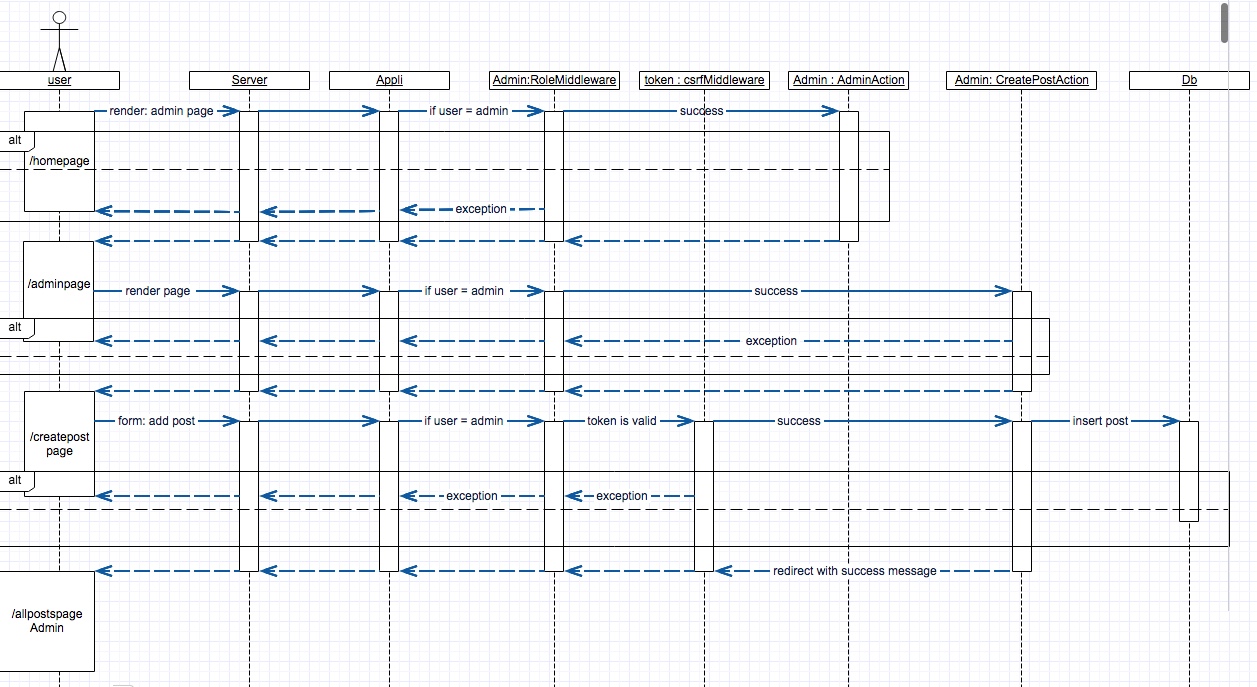 user
Server
Appli
Admin:RoleMiddleware
token : csrfMiddleware
Admin : AdminAction
Admin: CreatePostAction
Db
render: admin page
if user = admin
success
alt
/homepage
exception
/adminpage
render page
if user = admin
success
alt
exception
form: add post
if user = admin
token is valid
success
insert post
/createpost
page
alt
exception
exception
redirect with success message
/allpostspage
Admin